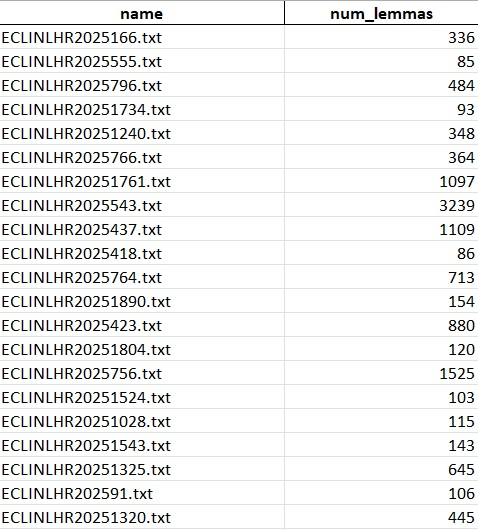 name num_lemmas
ECLINLHR2025166.txt 336
ECLINLHR2025555.txt 85
ECLINLHR2025796.txt 484
ECLINLHR20251734.txt 93
ECLINLHR20251240.txt 348
ECLINLHR2025766.txt 364
ECLINLHR20251761.txt 1097
ECLINLHR2025543.txt 3239
ECLINLHR2025437.txt 1109
ECLINLHR2025418.txt 86
ECLINLHR2025764.txt 713
ECLINLHR20251890.txt 154
ECLINLHR2025423.txt 880
ECLINLHR20251804.txt 120
ECLINLHR2025756.txt 1525
ECLINLHR20251524.txt 103
ECLINLHR20251028.txt 115
ECLINLHR20251543.txt 143
ECLINLHR20251325.txt 645
ECLINLHR202591.txt 106
ECLINLHR20251320.txt 445